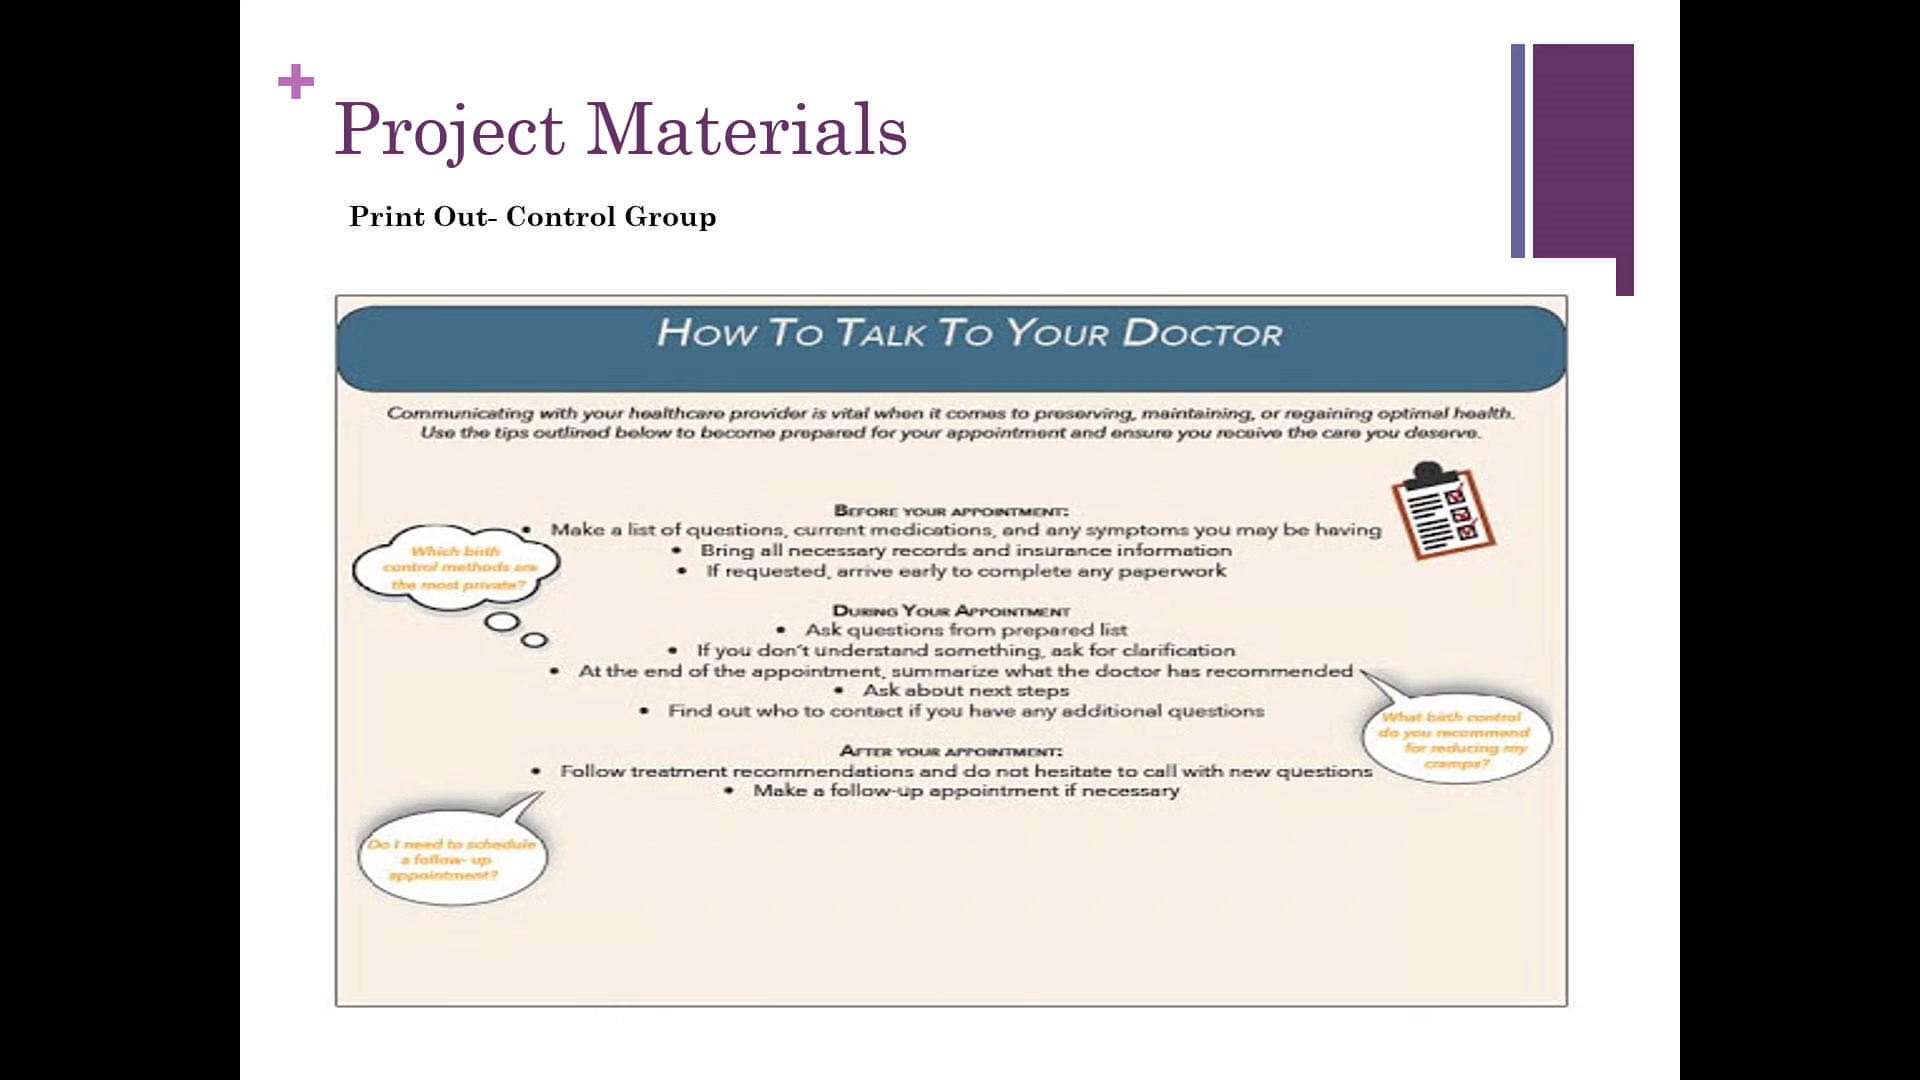 +
Project Materials
Print Out- Control Group
How To Talk To Your Doctor
Communicating with your healthcare provider is vital when it comes to preserving, maintaining, or regaining optimal health.
Use the tips outlined below to become prepared for your appointment and ensure you receive the care you deserve.
Before your appointment:
• Make a list of questions, current medications, and any symptoms you may be having
• Bring all necessary records and insurance information
• If requested, arrive early to complete any paperwork
Which birth
control methods are
the most private?
During Your Appointment
• Ask questions from prepared list
• If you don't understand something, ask for clarification
• At the end of the appointment, summarize what the doctor has recommended
• Ask about next steps
• Find out who to contact if you have any additional questions
What birth control
do you recommend
for reducing my
cramps?
After your appointment:
• Follow treatment recommendations and do not hesitate to call with new questions
• Make a follow-up appointment if necessary
Do I need to schedule
a follow- up
appointment?